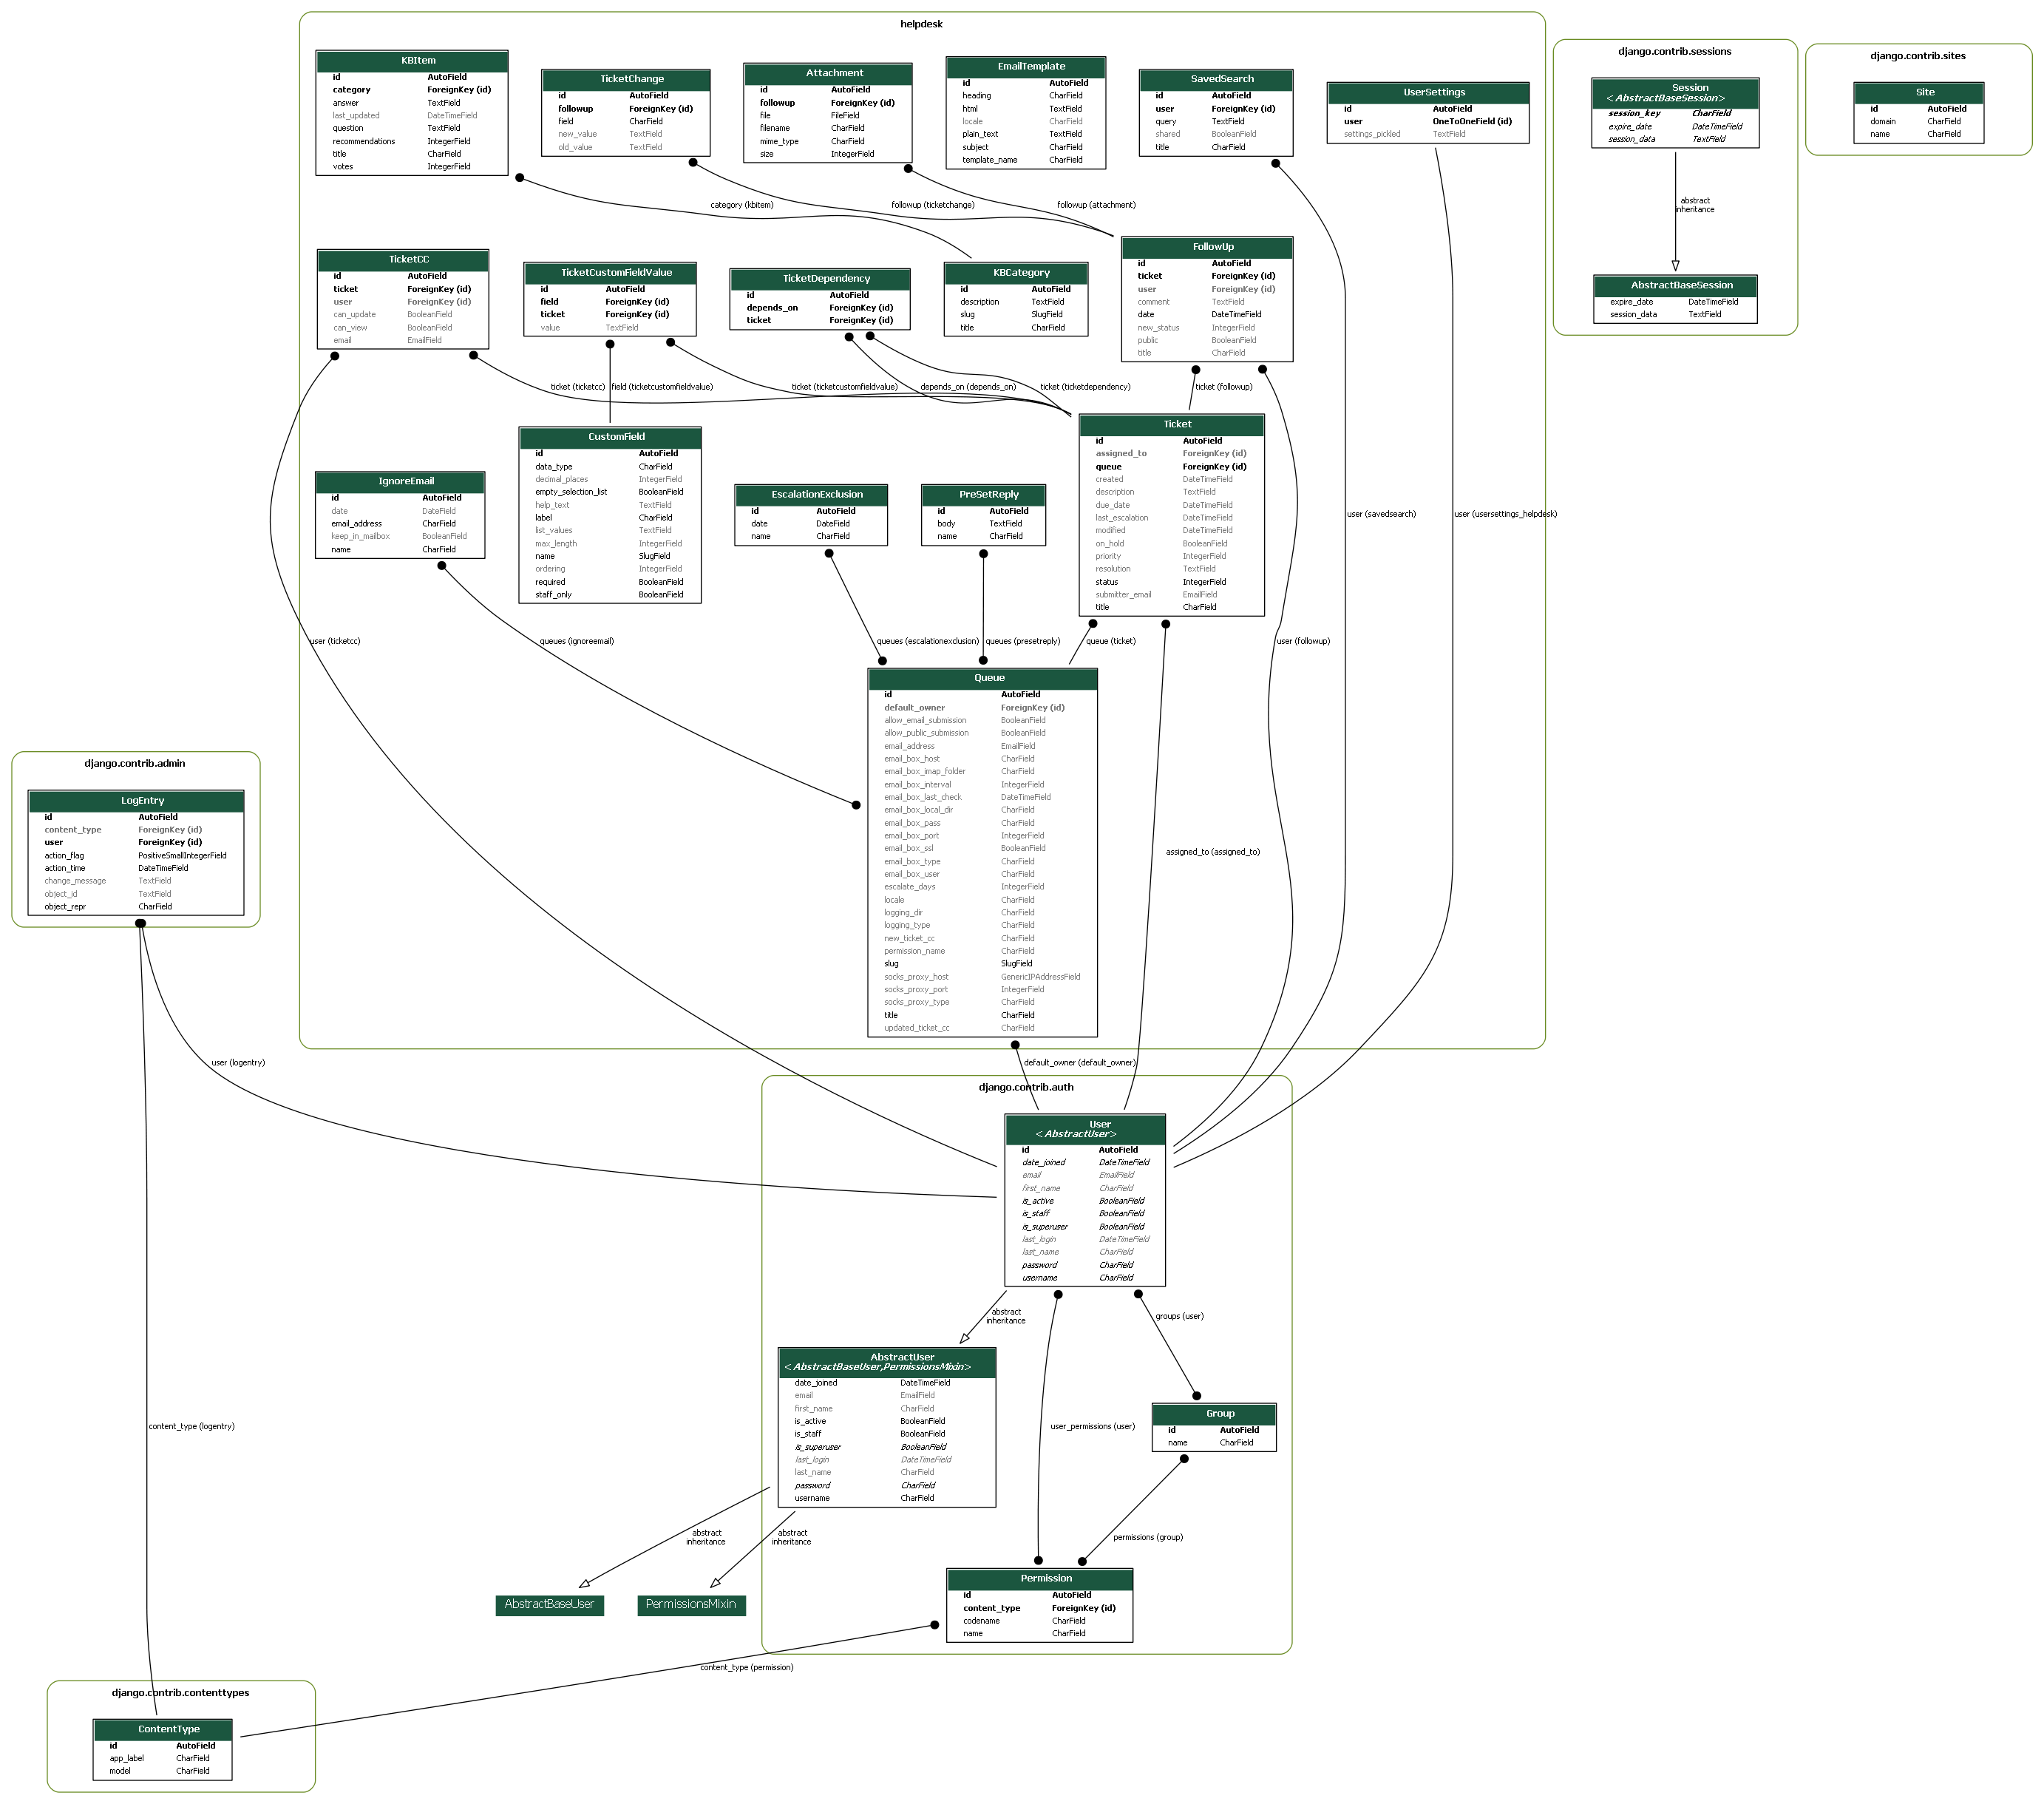 helpdesk
KBItem
id AutoField
category ForeignKey (id)
answer TextField
last_updated DateTimeField
question TextField
recommendations IntegerField
title CharField
votes IntegerField
TicketChange
id AutoField
followup ForeignKey (id)
field CharField
new_value TextField
old_value TextField
Attachment
id AutoField
followup ForeignKey (id)
file FileField
filename CharField
mime_type CharField
size IntegerField
EmailTemplate
id AutoField
heading CharField
html TextField
locale CharField
plain_text TextField
subject CharField
template_name CharField
SavedSearch
id AutoField
user ForeignKey (id)
query TextField
shared BooleanField
title CharField
UserSettings
id AutoField
user OneToOneField (id)
settings_pickled TextField
django.contrib.sessions
Session
<AbstractBaseSession>
session_key CharField
expire_date DateTimeField
session_data TextField
abstract
inheritance
AbstractBaseSession
expire_date DateTimeField
session_data TextField
django.contrib.sites
Site
id AutoField
domain CharField
name CharField
category (kbitem)
followup (ticketchange)
followup (attachment)
TicketCC
id AutoField
ticket ForeignKey (id)
user ForeignKey (id)
can_update BooleanField
can_view BooleanField
email EmailField
TicketCustomFieldValue
id AutoField
field ForeignKey (id)
ticket ForeignKey (id)
value TextField
TicketDependency
id AutoField
depends_on ForeignKey (id)
ticket ForeignKey (id)
KBCategory
id AutoField
description TextField
slug SlugField
title CharField
FollowUp
id AutoField
ticket ForeignKey (id)
user ForeignKey (id)
comment TextField
date DateTimeField
new_status IntegerField
public BooleanField
title CharField
ticket (ticketcc)
field (ticketcustomfieldvalue)
ticket (ticketcustomfieldvalue)
depends_on (depends_on)
ticket (ticketdependency)
ticket (followup)
IgnoreEmail
id AutoField
date DateField
email_address CharField
keep_in_mailbox BooleanField
name CharField
CustomField
id AutoField
data_type CharField
decimal_places IntegerField
empty_selection_list BooleanField
help_text TextField
label CharField
list_values TextField
max_length IntegerField
name SlugField
ordering IntegerField
required BooleanField
staff_only BooleanField
EscalationExclusion
id AutoField
date DateField
name CharField
PreSetReply
id AutoField
body TextField
name CharField
Ticket
id AutoField
assigned_to ForeignKey (id)
queue ForeignKey (id)
created DateTimeField
description TextField
due_date DateTimeField
last_escalation DateTimeField
modified DateTimeField
on_hold BooleanField
priority IntegerField
resolution TextField
status IntegerField
submitter_email EmailField
title CharField
user (savedsearch)
user (usersettings_helpdesk)
user (ticketcc)
queues (ignoreemail)
queues (escalationexclusion)
queues (presetreply)
queue (ticket)
user (followup)
Queue
id AutoField
default_owner ForeignKey (id)
allow_email_submission BooleanField
allow_public_submission BooleanField
email_address EmailField
email_box_host CharField
email_box_imap_folder CharField
email_box_interval IntegerField
email_box_last_check DateTimeField
email_box_local_dir CharField
email_box_pass CharField
email_box_port IntegerField
email_box_ssl BooleanField
email_box_type CharField
email_box_user CharField
escalate_days IntegerField
locale CharField
logging_dir CharField
logging_type CharField
new_ticket_cc CharField
permission_name CharField
slug SlugField
socks_proxy_host GenericIPAddressField
socks_proxy_port IntegerField
socks_proxy_type CharField
title CharField
updated_ticket_cc CharField
assigned_to (assigned_to)
django.contrib.admin
LogEntry
id AutoField
content_type ForeignKey (id)
user ForeignKey (id)
action_flag PositiveSmallIntegerField
action_time DateTimeField
change_message TextField
object_id TextField
object_repr CharField
user (logentry)
default_owner (default_owner)
django.contrib.auth
User
<AbstractUser>
id AutoField
date_joined DateTimeField
email EmailField
first_name CharField
is_active BooleanField
is_staff BooleanField
is_superuser BooleanField
last_login DateTimeField
last_name CharField
password CharField
username CharField
abstract
inheritance
groups (user)
AbstractUser
<AbstractBaseUser,PermissionsMixin>
date_joined DateTimeField
email EmailField
first_name CharField
is_active BooleanField
is_staff BooleanField
is_superuser BooleanField
last_login DateTimeField
last_name CharField
password CharField
username CharField
content_type (logentry)
user_permissions (user)
Group
id AutoField
name CharField
abstract
inheritance
abstract
inheritance
permissions (group)
AbstractBaseUser
PermissionsMixin
Permission
id AutoField
content_type ForeignKey (id)
codename CharField
name CharField
content_type (permission)
django.contrib.contenttypes
ContentType
id AutoField
app_label CharField
model CharField